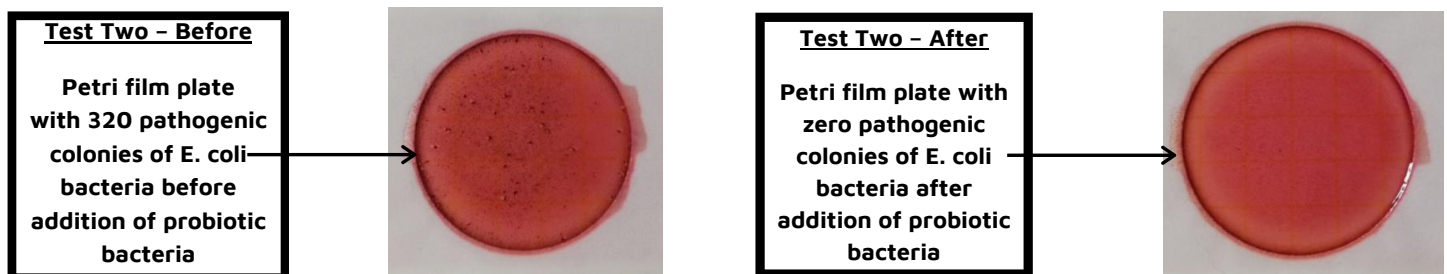 Test Two – Before
Petri film plate
with 320 pathogenic
colonies of E. coli
bacteria before
addition of probiotic
bacteria
Test Two – After
Petri film plate with
zero pathogenic
colonies of E. coli
bacteria after
addition of probiotic
bacteria